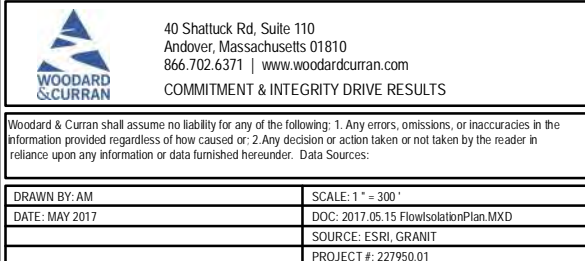 WOODARD
&CURRAN
40 Shattuck Rd, Suite 110
Andover, Massachusetts 01810
866.702.6371 | www.woodardcurran.com
COMMITMENT & INTEGRITY DRIVE RESULTS
Woodard & Curran shall assume no liability for any of the following; 1. Any errors, omissions, or inaccuracies in the
information provided regardless of how caused or; 2.Any decision or action taken or not taken by the reader in
reliance upon any information or data furnished hereunder. Data Sources:
DRAWN BY: AM
SCALE: 1 " = 300 '
DATE: MAY 2017
DOC: 2017.05.15 FlowIsolationPlan.MXD
SOURCE: ESRI, GRANIT
PROJECT #: 227950.01